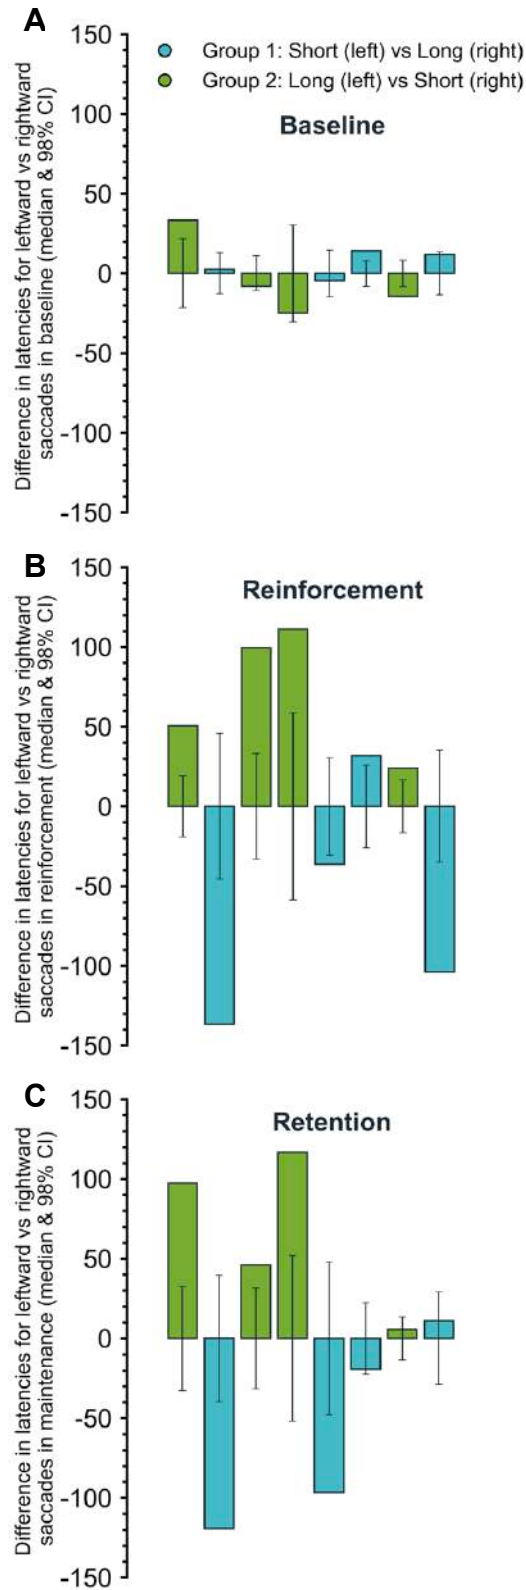 A
Group 1: Short (left) vs Long (right)
Group 2: Long (left) vs Short (right)
Baseline
Difference in latencies for leftward vs rightward
saccades in baseline (median & 98% CI)
150
100
50
0
-50
-100
-150
B
Reinforcement
Difference in latencies for leftward vs rightward
saccades in reinforcement (median & 98% CI)
150
100
50
0
-50
-100
-150
C
Retention
Difference in latencies for leftward vs rightward
saccades in maintenance (median & 98% CI)
150
100
50
0
-50
-100
-150